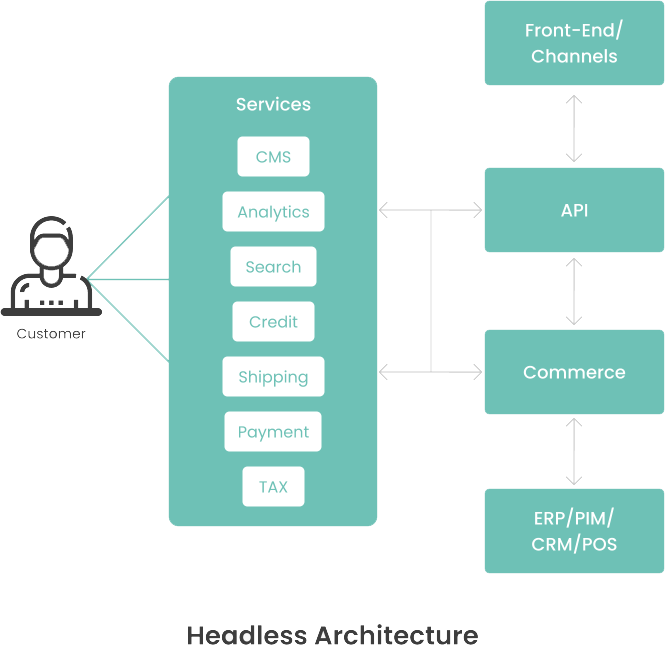 Front-End/
Channels
Services
CMS
Analytics
API
Search
Credit
Customer
Shipping
Commerce
Payment
TAX
ERP/PIM/
CRM/POS
Headless Architecture